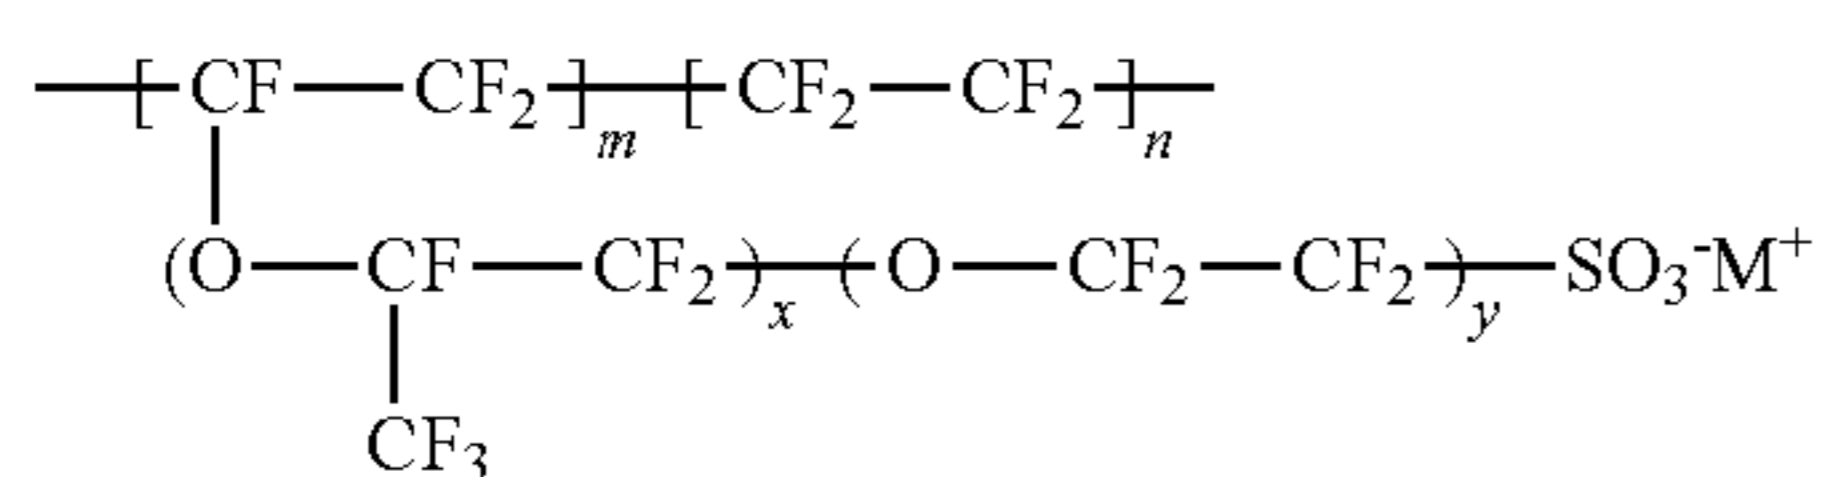 —[CF—CF₂]ₘ—[CF₂—CF₂]ₙ—
(O—CF—CF₂)ₓ—(O—CF₂—CF₂)y—SO₃⁻M⁺
CF₃